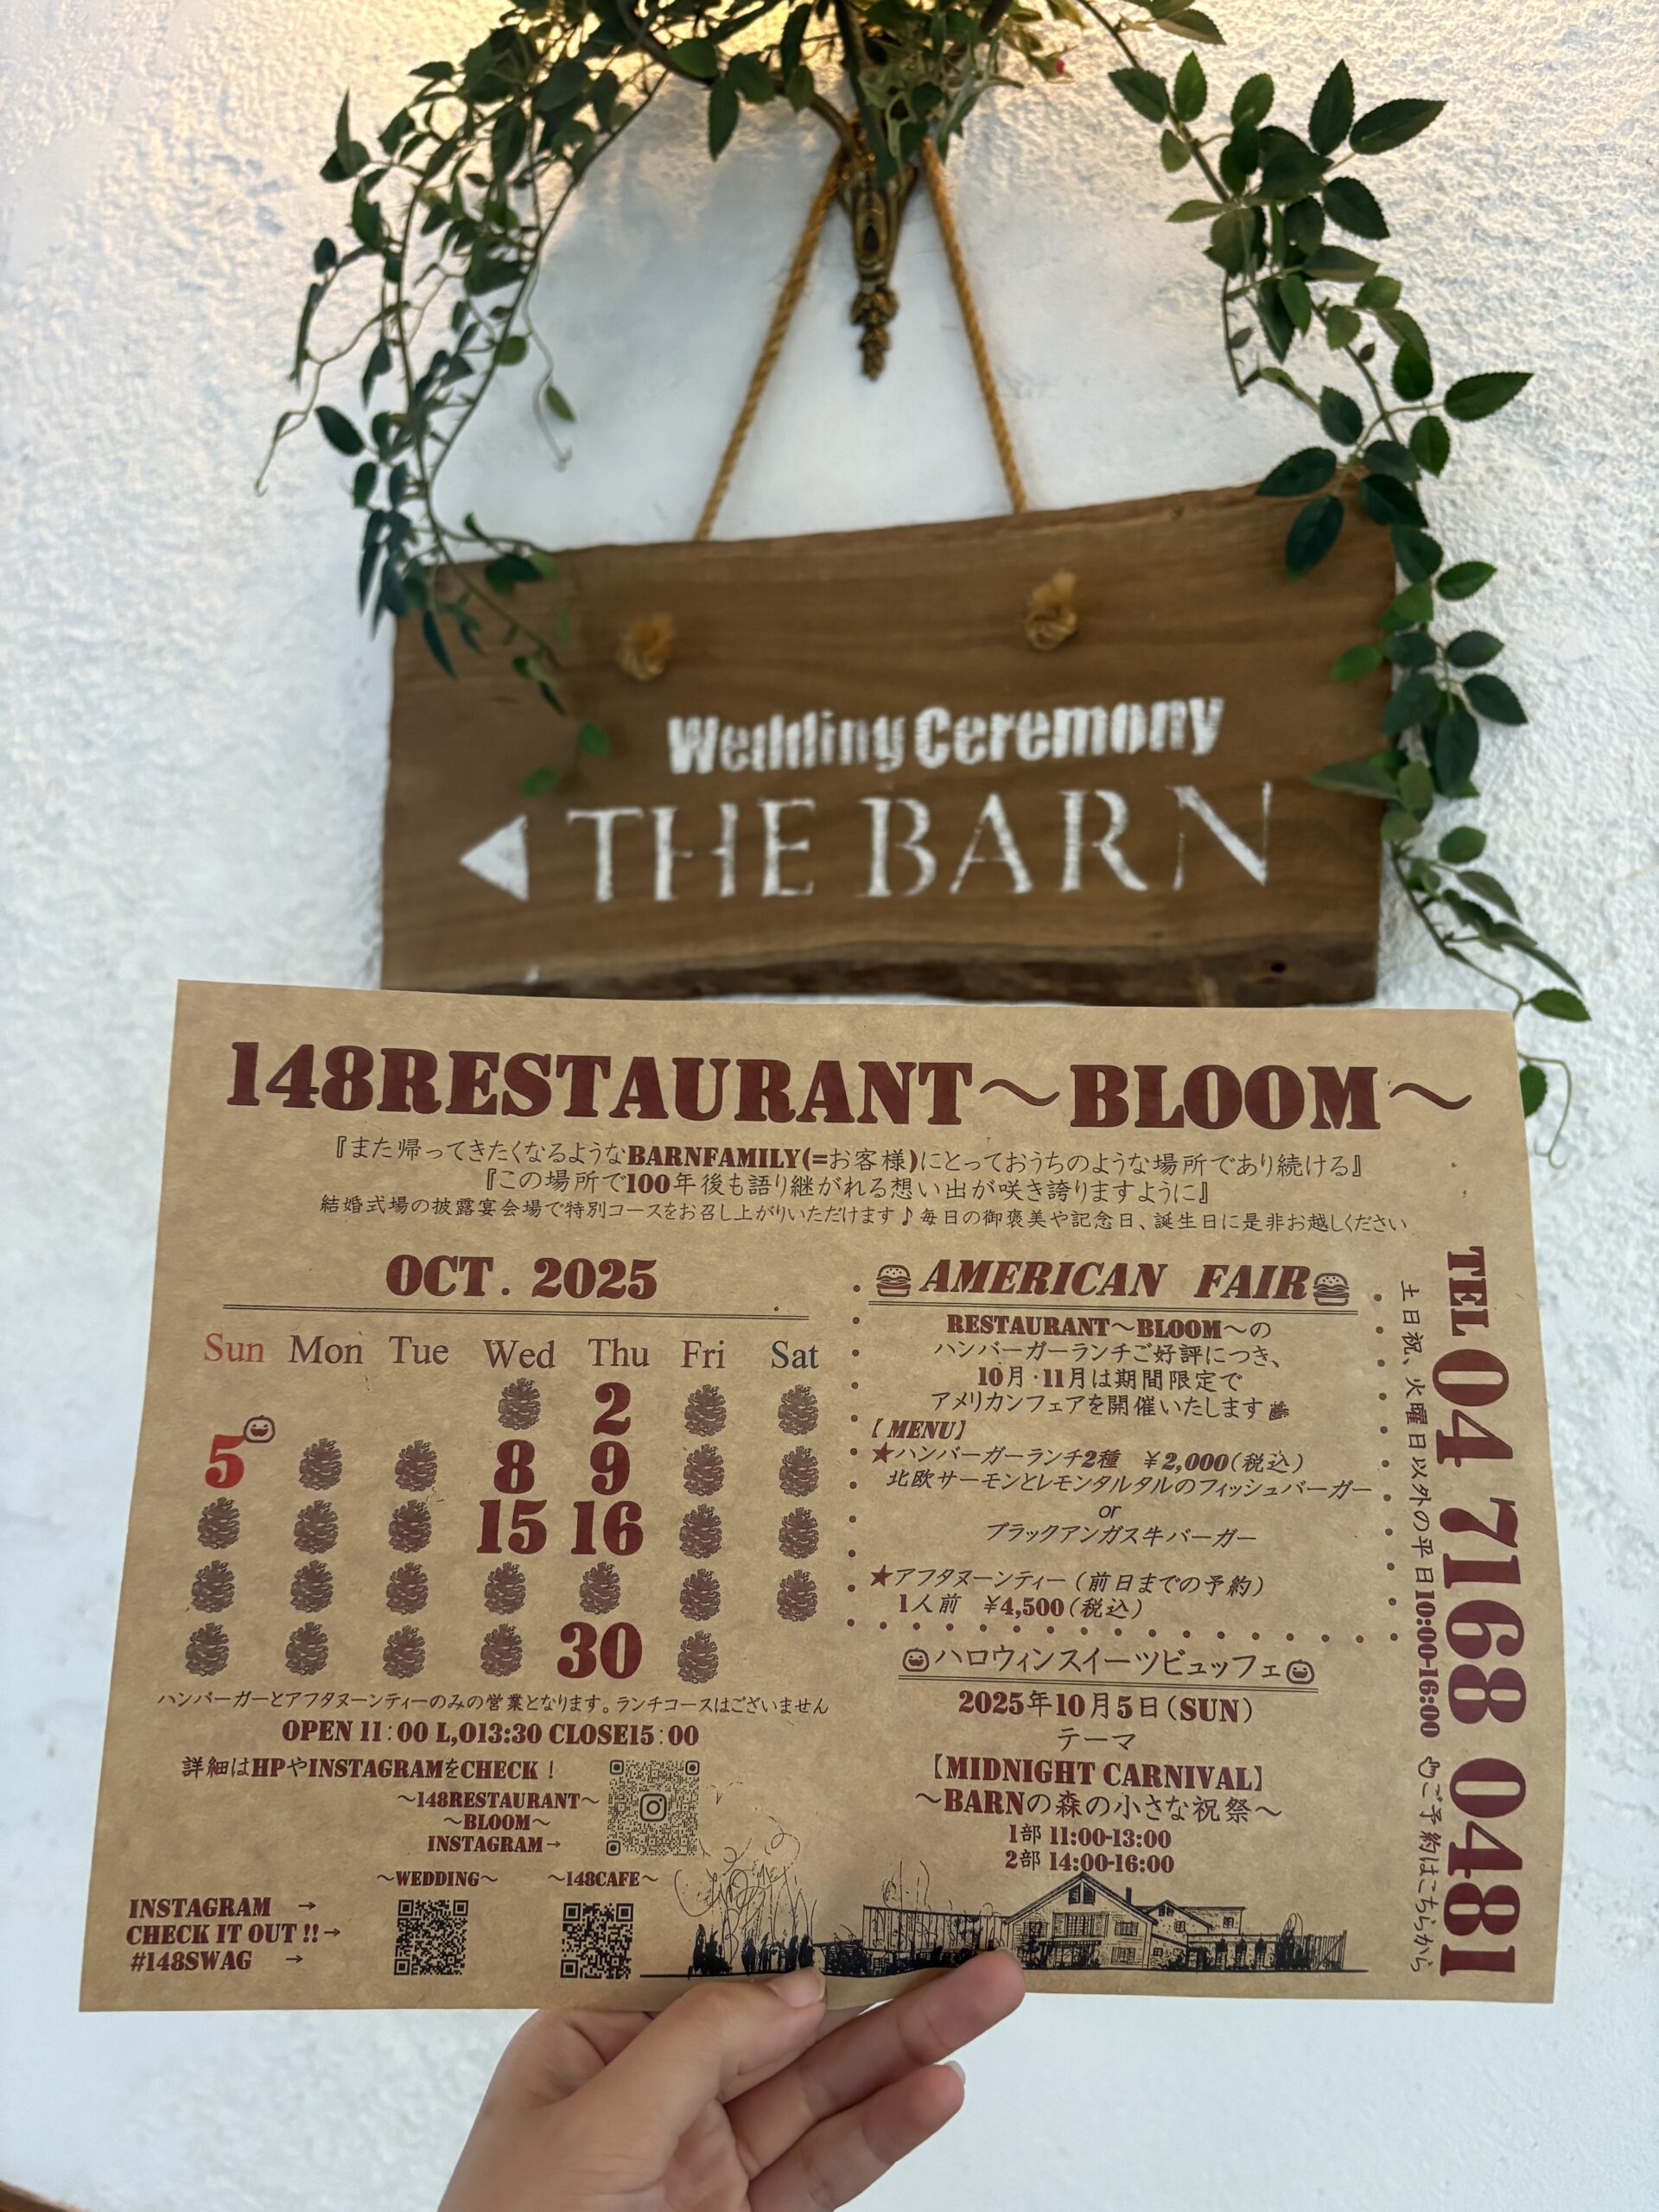 Wedding Ceremony
THE BARN
148RESTAURANT～BLOOM～
『また帰ってきたくなるようなBARNFAMILY(=お客様)にとっておうちのような場所であり続ける』
『この場所で100年後も語り継がれる想い出が咲き誇りますように』
結婚式場の披露宴会場で特別コースをお召し上がりいただけます♪毎日の御褒美や記念日、誕生日に是非お越しください
OCT. 2025
Sun Mon Tue Wed Thu Fri Sat
2
5 8 9
15 16
30
ハンバーガーとアフタヌーンティーのみの営業となります。ランチコースはございません
OPEN 11:00 L,O13:30 CLOSE15:00
詳細はHPやINSTAGRAMをCHECK！
～148RESTAURANT～
～BLOOM～
INSTAGRAM→
～WEDDING～ ～148CAFE～
INSTAGRAM →
CHECK IT OUT !!→
#148SWAG →
AMERICAN FAIR
RESTAURANT～BLOOM～の
ハンバーガーランチご好評につき、
10月・11月は期間限定で
アメリカンフェアを開催いたします
【MENU】
★ハンバーガーランチ2種 ￥2,000(税込)
北欧サーモンとレモンタルタルのフィッシュバーガー
or
ブラックアンガス牛バーガー
★アフタヌーンティー(前日までの予約)
1人前 ￥4,500(税込)
ハロウィンスイーツビュッフェ
2025年10月5日(SUN)
テーマ
【MIDNIGHT CARNIVAL】
～BARNの森の小さな祝祭～
1部 11:00-13:00
2部 14:00-16:00
TEL 04 7168 0481
土日祝、火曜日以外の平日10:00-16:00 ご予約はこちらから